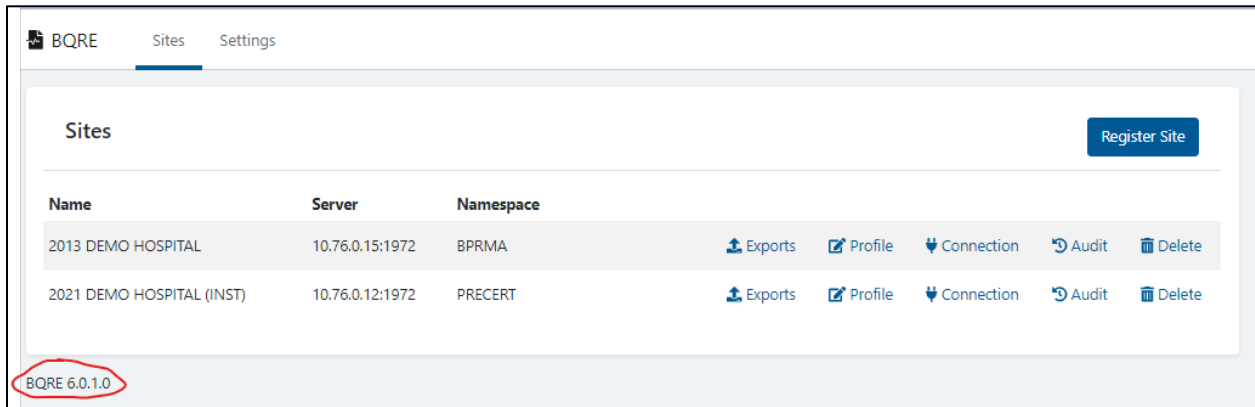 BQRE Sites Settings
Sites
Register Site
Name Server Namespace
2013 DEMO HOSPITAL 10.76.0.15:1972 BPRMA Exports Profile Connection Audit Delete
2021 DEMO HOSPITAL (INST) 10.76.0.12:1972 PRECERT Exports Profile Connection Audit Delete
BQRE 6.0.1.0